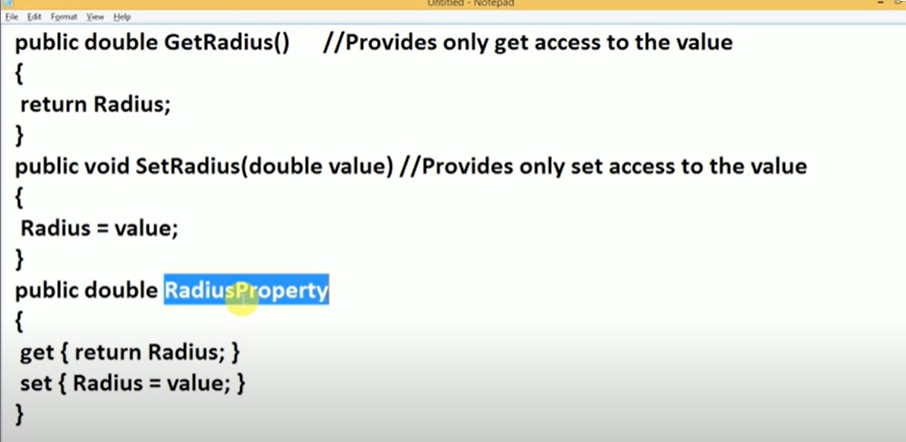 Untitled - Notepad
File Edit Format View Help
public double GetRadius() //Provides only get access to the value
{
return Radius;
}
public void SetRadius(double value) //Provides only set access to the value
{
Radius = value;
}
public double RadiusProperty
{
get { return Radius; }
set { Radius = value; }
}